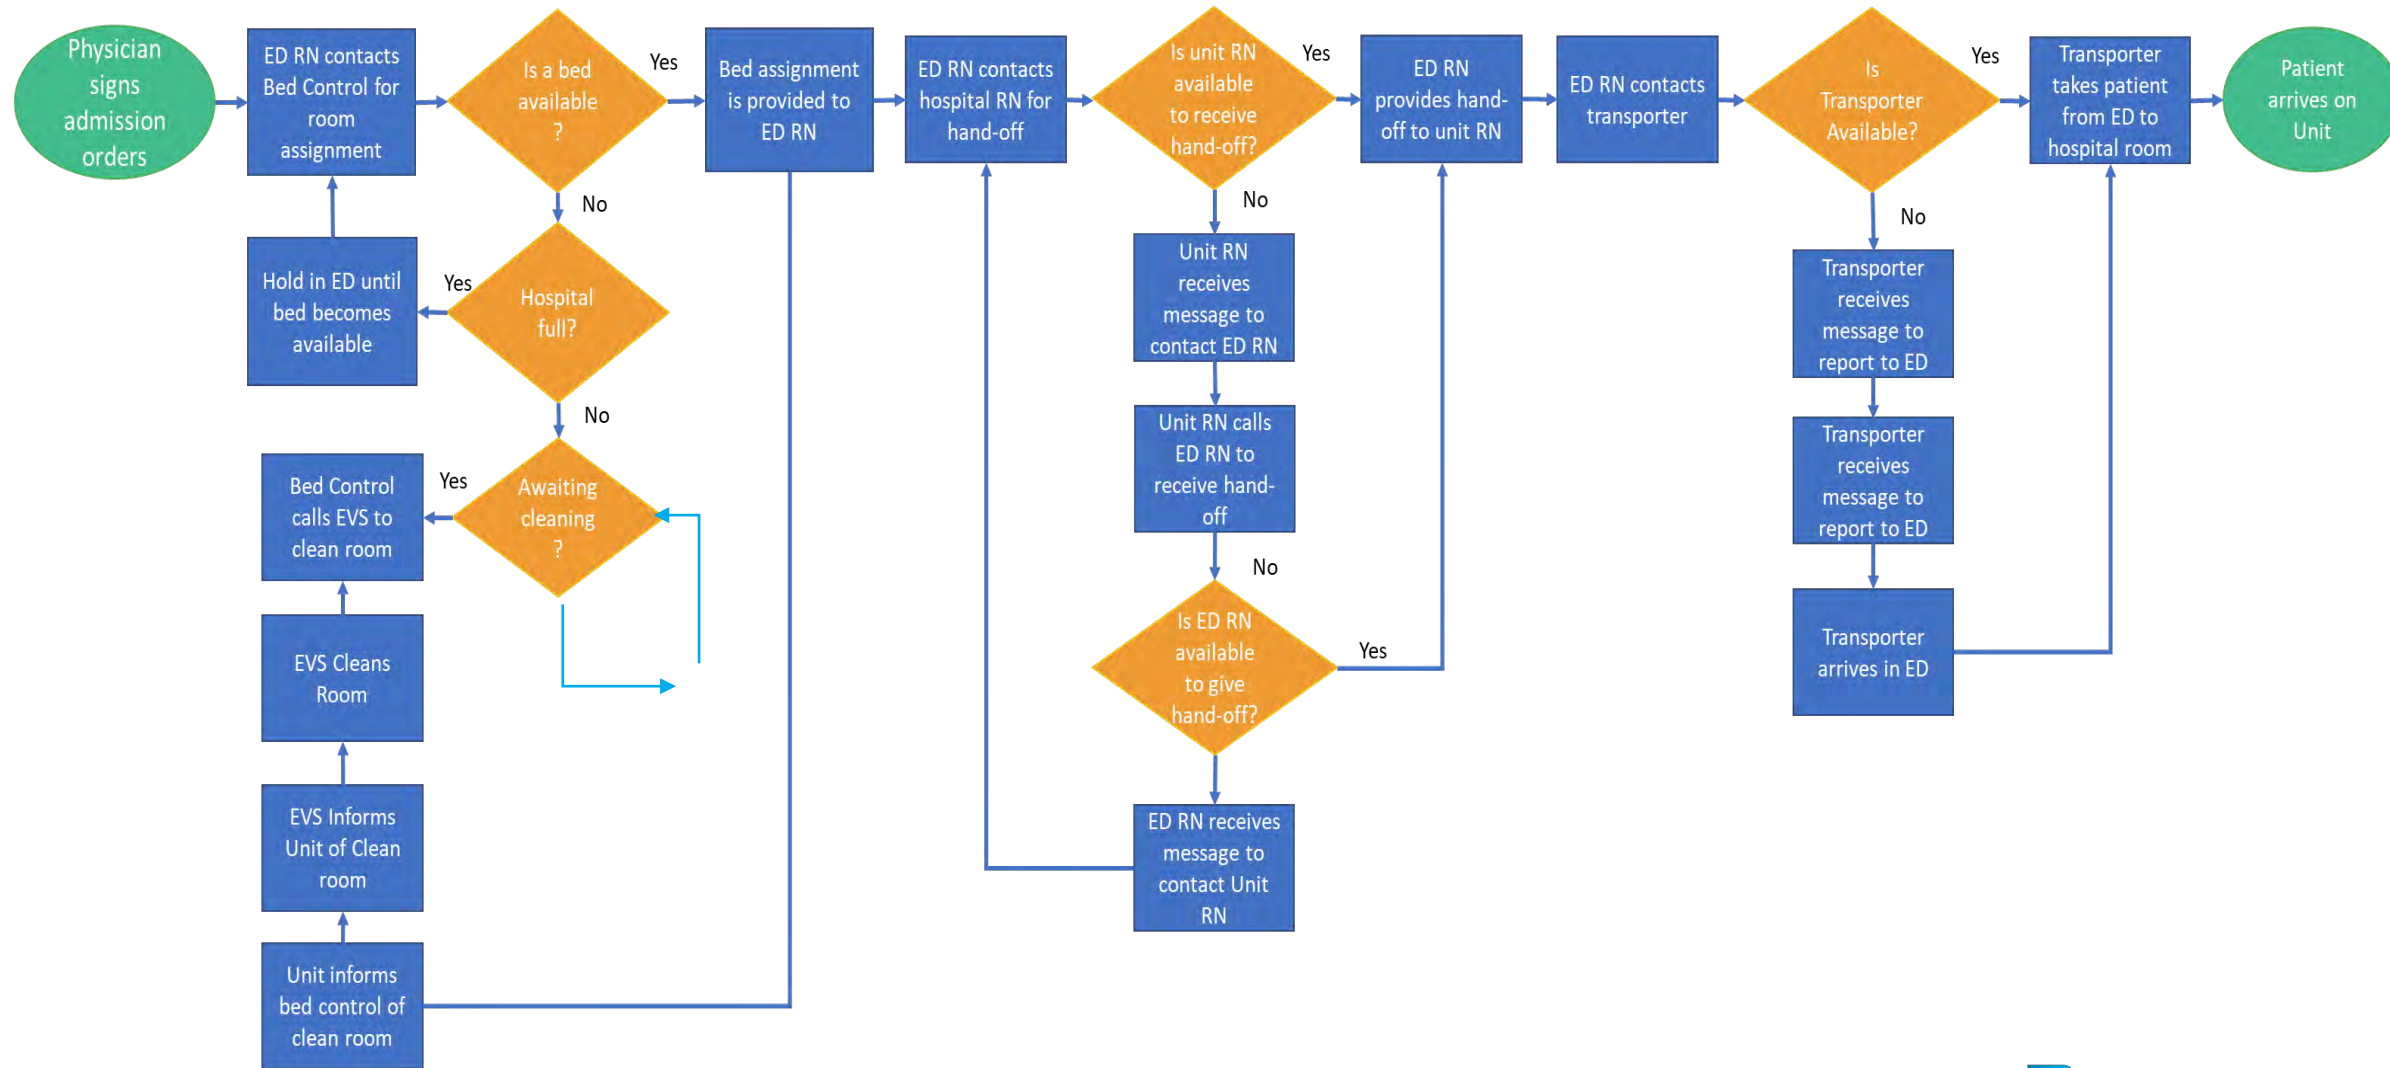 Physician
signs
admission
orders
ED RN contacts
Bed Control for
room
assignment
Is a bed
available
?
Yes
Bed assignment
is provided to
ED RN
ED RN contacts
hospital RN for
hand-off
Is unit RN
available
to receive
hand-off?
Yes
ED RN
provides hand-
off to unit RN
ED RN contacts
transporter
Is
Transporter
Available?
Yes
Transporter
takes patient
from ED to
hospital room
Patient
arrives on
Unit
No
Hold in ED until
bed becomes
available
Yes
Hospital
full?
No
Bed Control
calls EVS to
clean room
Yes
Awaiting
cleaning
?
EVS Cleans
Room
EVS Informs
Unit of Clean
room
Unit informs
bed control of
clean room
No
Unit RN
receives
message to
contact ED RN
Unit RN calls
ED RN to
receive hand-
off
No
Is ED RN
available
to give
hand-off?
Yes
ED RN receives
message to
contact Unit
RN
No
Transporter
receives
message to
report to ED
Transporter
receives
message to
report to ED
Transporter
arrives in ED